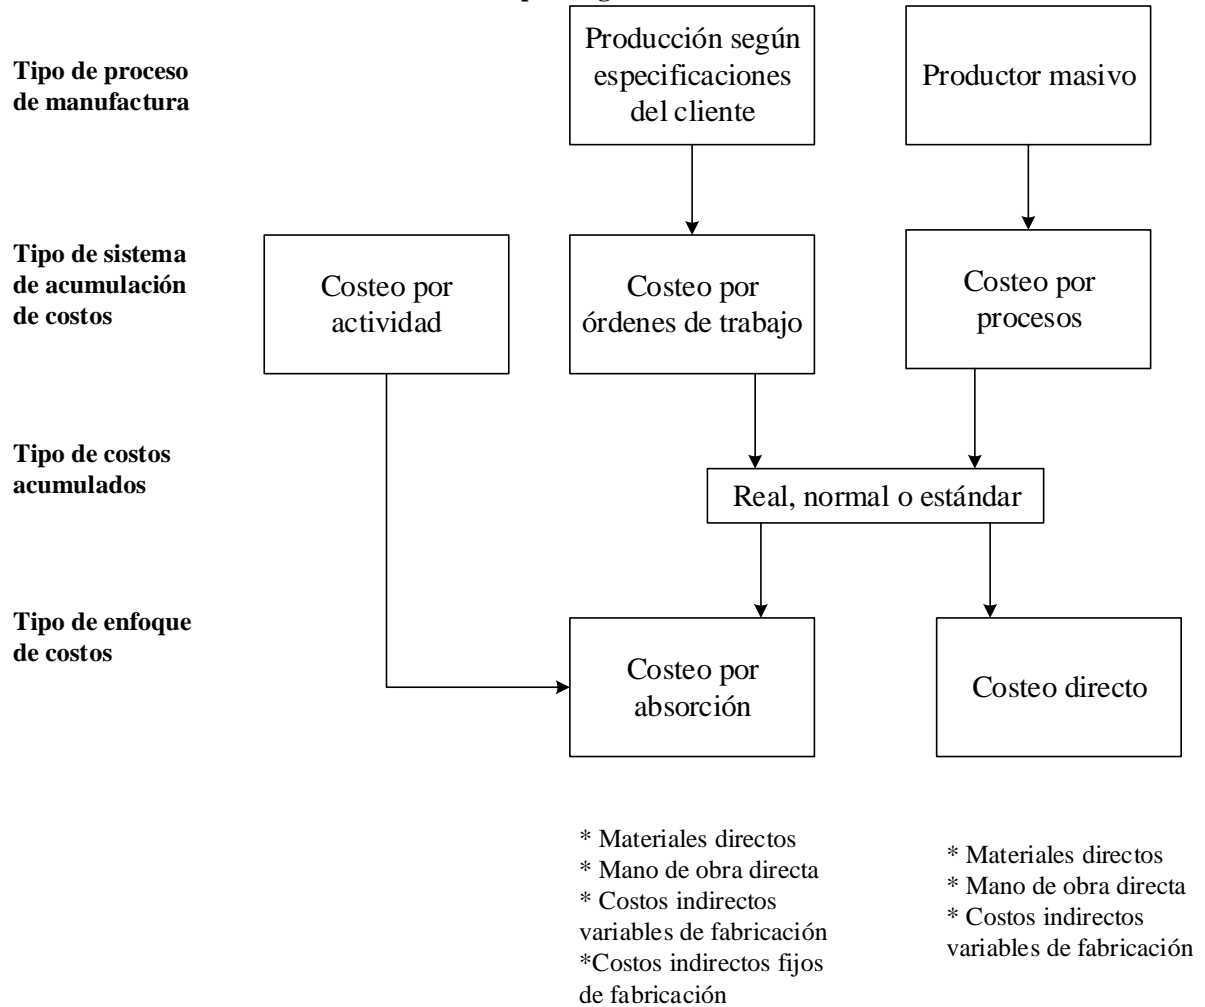 Tipo de proceso
de manufactura
Producción según
especificaciones
del cliente
Productor masivo
Tipo de sistema
de acumulación
de costos
Costeo por
actividad
Costeo por
órdenes de trabajo
Costeo por
procesos
Tipo de costos
acumulados
Real, normal o estándar
Tipo de enfoque
de costos
Costeo por
absorción
Costeo directo
* Materiales directos
* Mano de obra directa
* Costos indirectos
variables de fabricación
*Costos indirectos fijos
de fabricación
* Materiales directos
* Mano de obra directa
* Costos indirectos
variables de fabricación